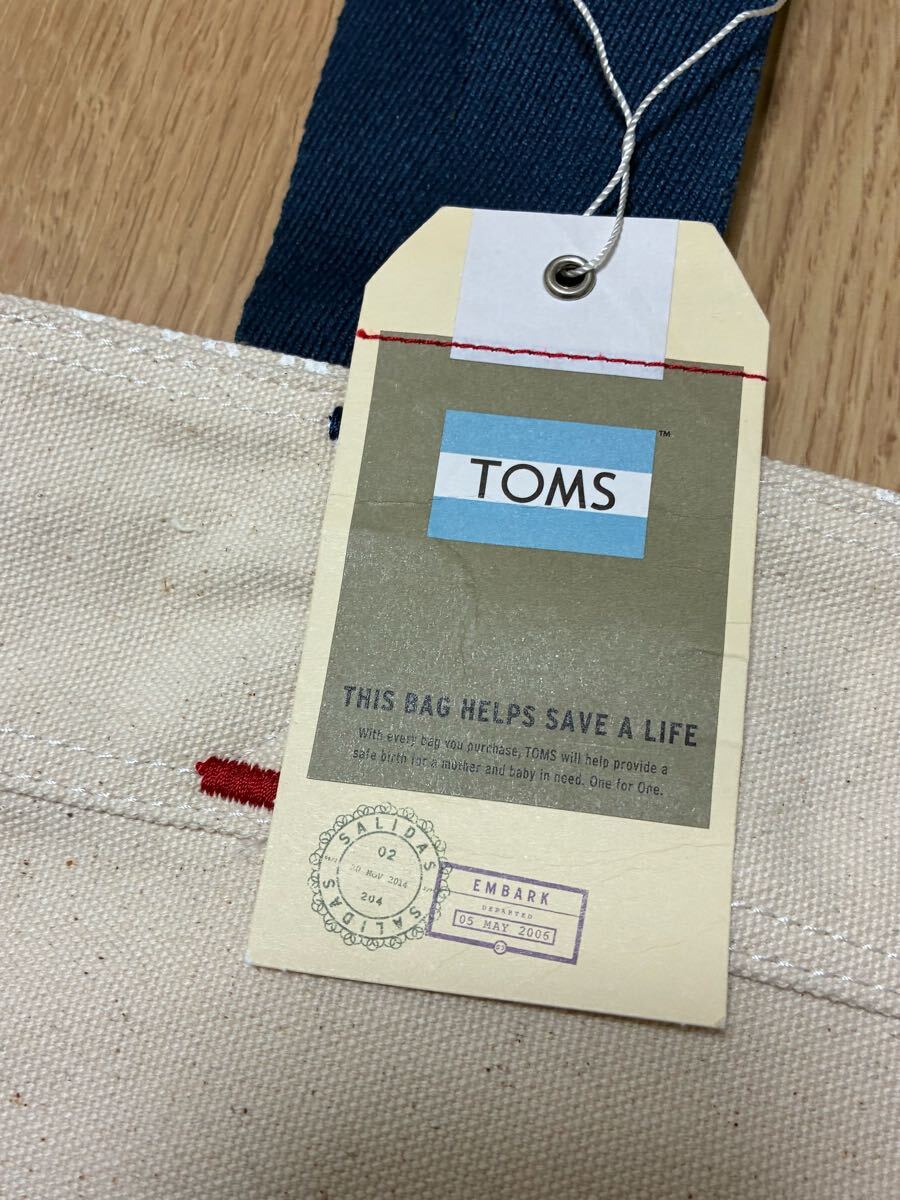 TOMS
™
THIS BAG HELPS SAVE A LIFE
With every bag you purchase, TOMS will help provide a
safe birth for a mother and baby in need. One for One.
SALIDAS
02
20 NOV 2014
204
SALIDAS
EMBARK
DEPARTED
05 MAY 2006